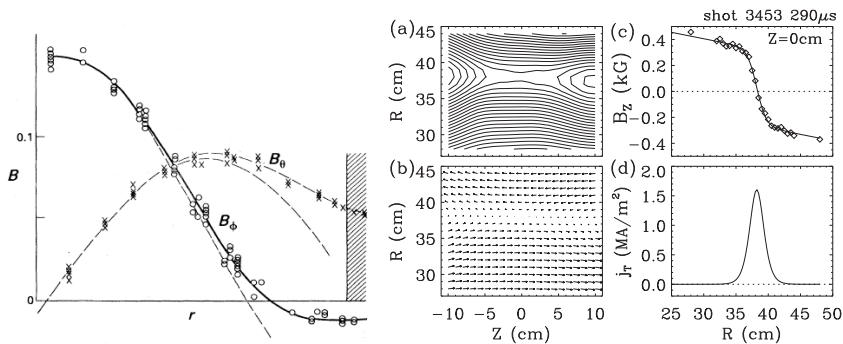 0.1
B
0
r
Bθ
Bϕ
shot 3453 290μs
(a)
R (cm)
45
40
35
30
(b)
R (cm)
45
40
35
30
-10
-5
0
5
10
Z (cm)
(c)
Z=0cm
B_Z (kG)
0.4
0.2
0.0
-0.2
-0.4
(d)
j_T (MA/m²)
2.0
1.5
1.0
0.5
0.0
25
30
35
40
45
50
R (cm)